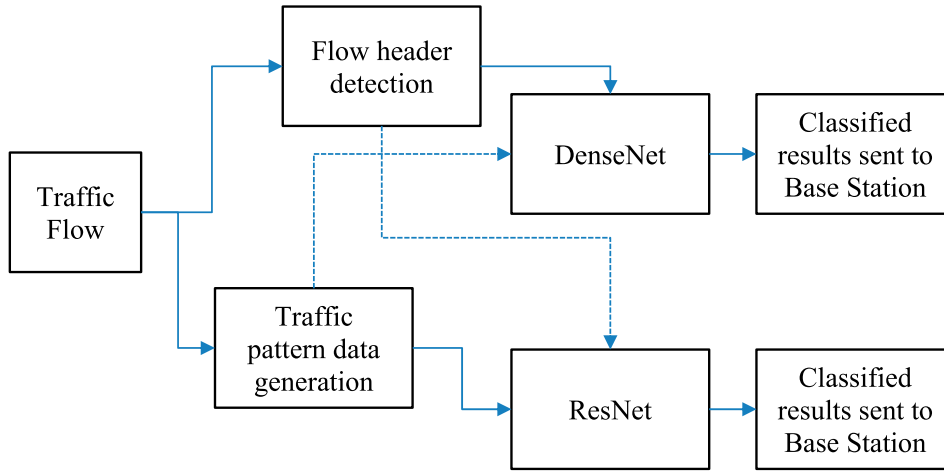 Flow header
detection
DenseNet
Classified
results sent to
Base Station
Traffic
Flow
Traffic
pattern data
generation
ResNet
Classified
results sent to
Base Station